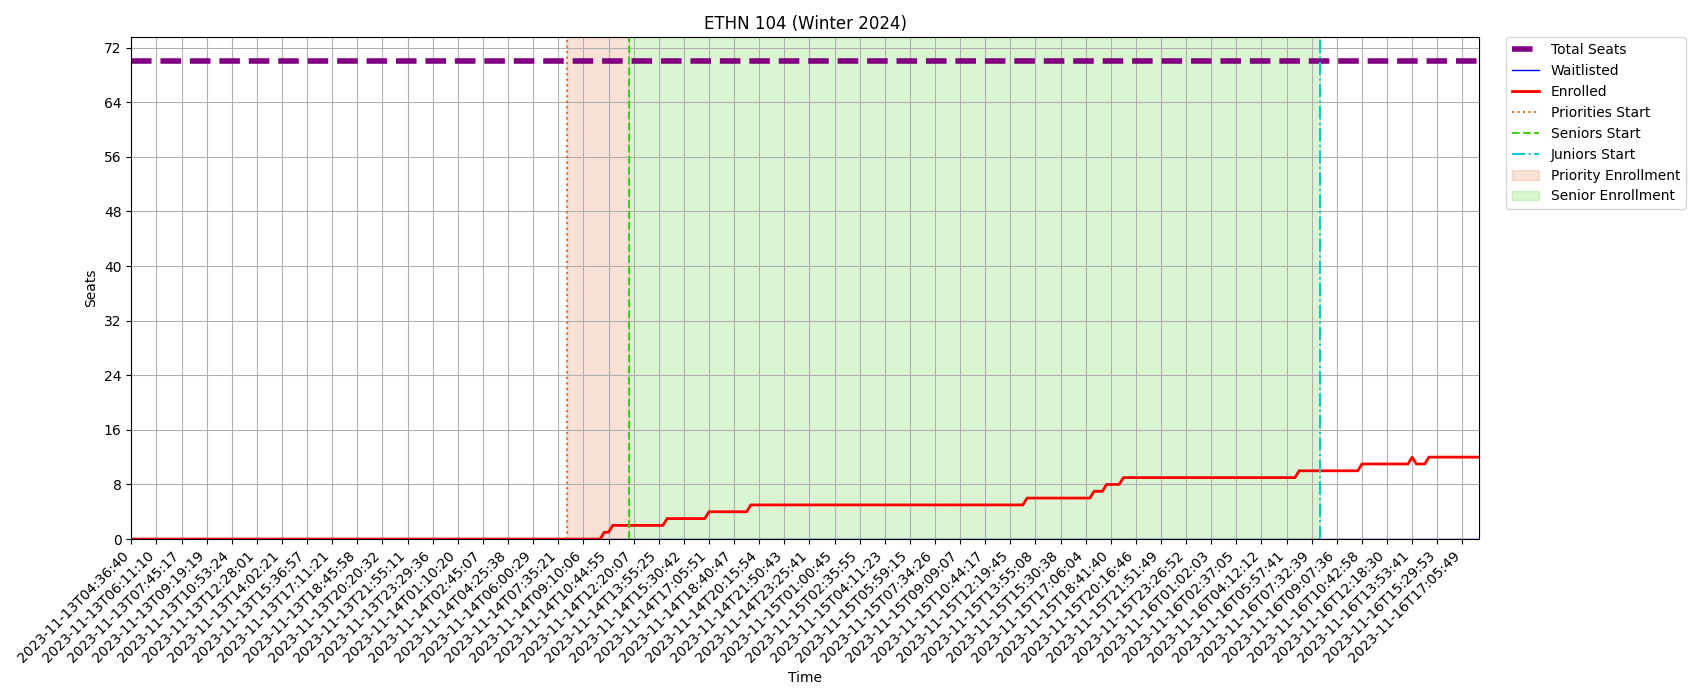 ETHN 104 (Winter 2024)
72
64
56
48
40
32
24
16
8
0
Seats
2023-11-13T04:36:40
2023-11-13T06:11:10
2023-11-13T07:45:17
2023-11-13T09:19:19
2023-11-13T10:53:24
2023-11-13T12:28:01
2023-11-13T14:02:21
2023-11-13T15:36:57
2023-11-13T17:11:21
2023-11-13T18:45:58
2023-11-13T20:20:32
2023-11-13T21:55:11
2023-11-13T23:29:36
2023-11-14T01:10:20
2023-11-14T02:45:07
2023-11-14T04:25:38
2023-11-14T06:00:29
2023-11-14T07:35:21
2023-11-14T09:10:06
2023-11-14T10:44:55
2023-11-14T12:20:07
2023-11-14T13:55:25
2023-11-14T15:30:42
2023-11-14T17:05:51
2023-11-14T18:40:47
2023-11-14T20:15:54
2023-11-14T21:50:43
2023-11-14T23:25:41
2023-11-15T01:00:45
2023-11-15T02:35:55
2023-11-15T04:11:23
2023-11-15T05:59:15
2023-11-15T07:34:26
2023-11-15T09:09:07
2023-11-15T10:44:17
2023-11-15T12:19:45
2023-11-15T13:55:08
2023-11-15T15:30:38
2023-11-15T17:06:04
2023-11-15T18:41:40
2023-11-15T20:16:46
2023-11-15T21:51:49
2023-11-15T23:26:52
2023-11-16T01:02:03
2023-11-16T02:37:05
2023-11-16T04:12:12
2023-11-16T05:57:41
2023-11-16T07:32:39
2023-11-16T09:07:36
2023-11-16T10:42:58
2023-11-16T12:18:30
2023-11-16T13:53:41
2023-11-16T15:29:53
2023-11-16T17:05:49
Time
Total Seats
Waitlisted
Enrolled
Priorities Start
Seniors Start
Juniors Start
Priority Enrollment
Senior Enrollment